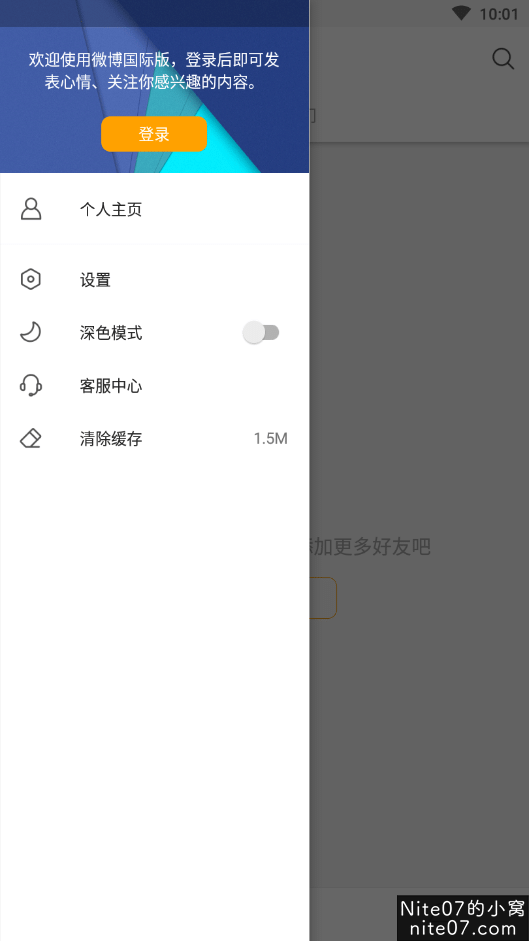 10:01
欢迎使用微博国际版，登录后即可发
表心情、关注你感兴趣的内容。
登录
个人主页
设置
深色模式
客服中心
清除缓存 1.5M
加更多好友吧
Nite07的小窝
nite07.com